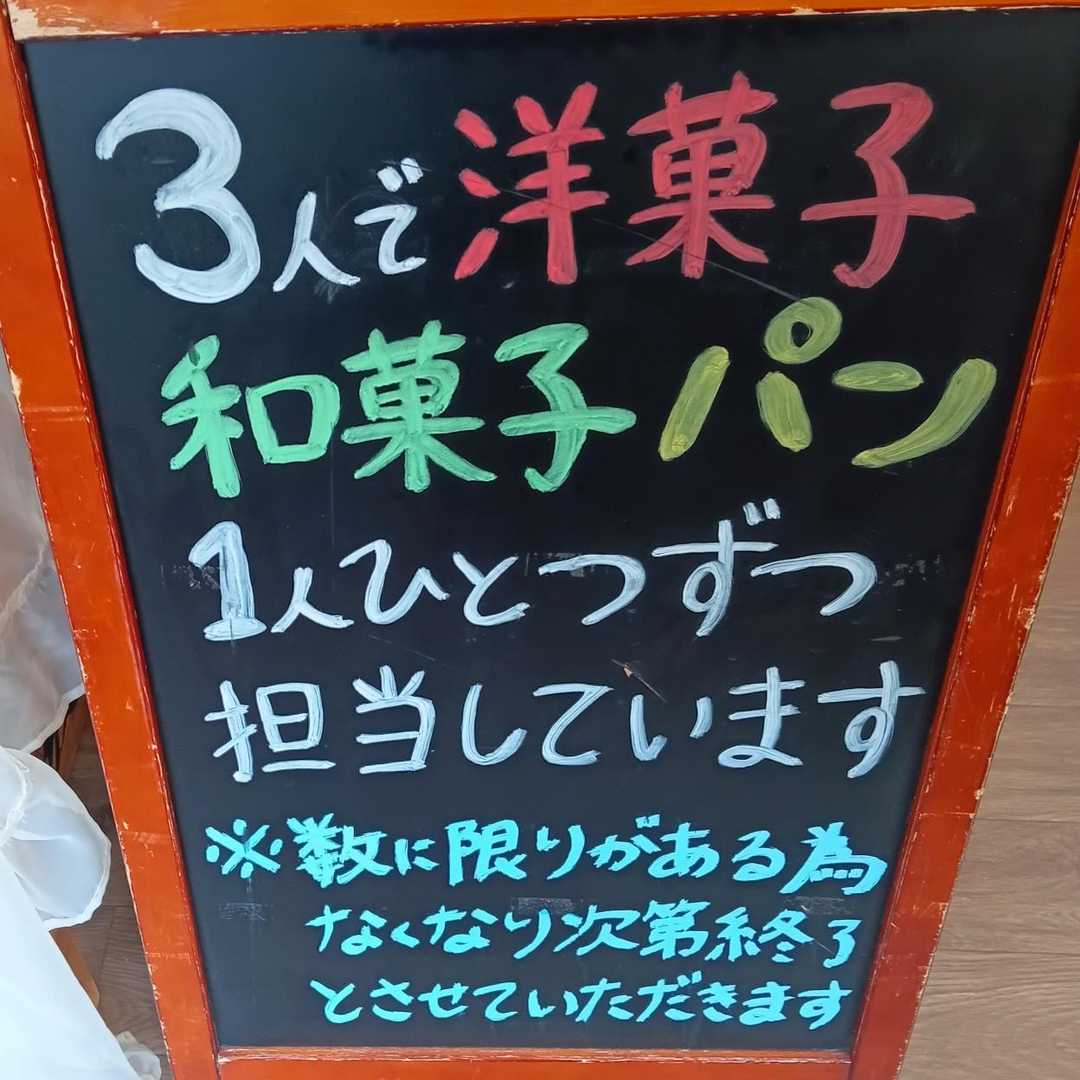 3人で洋菓子
和菓子パン
1人ひとつずつ
担当しています
※数に限りがある為
なくなり次第終了
とさせていただきます